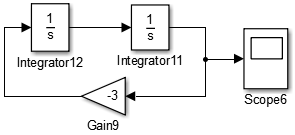 1
s
Integrator12
1
s
Integrator11
-3
Gain9
Scope6